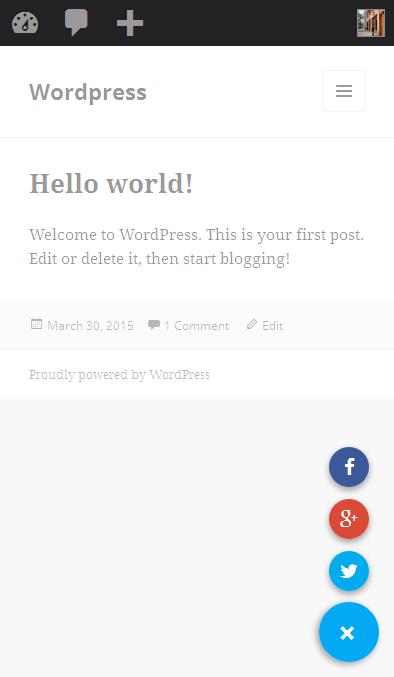 Wordpress
Hello world!
Welcome to WordPress. This is your first post.
Edit or delete it, then start blogging!
March 30, 2015 1 Comment Edit
Proudly powered by WordPress
f
g+